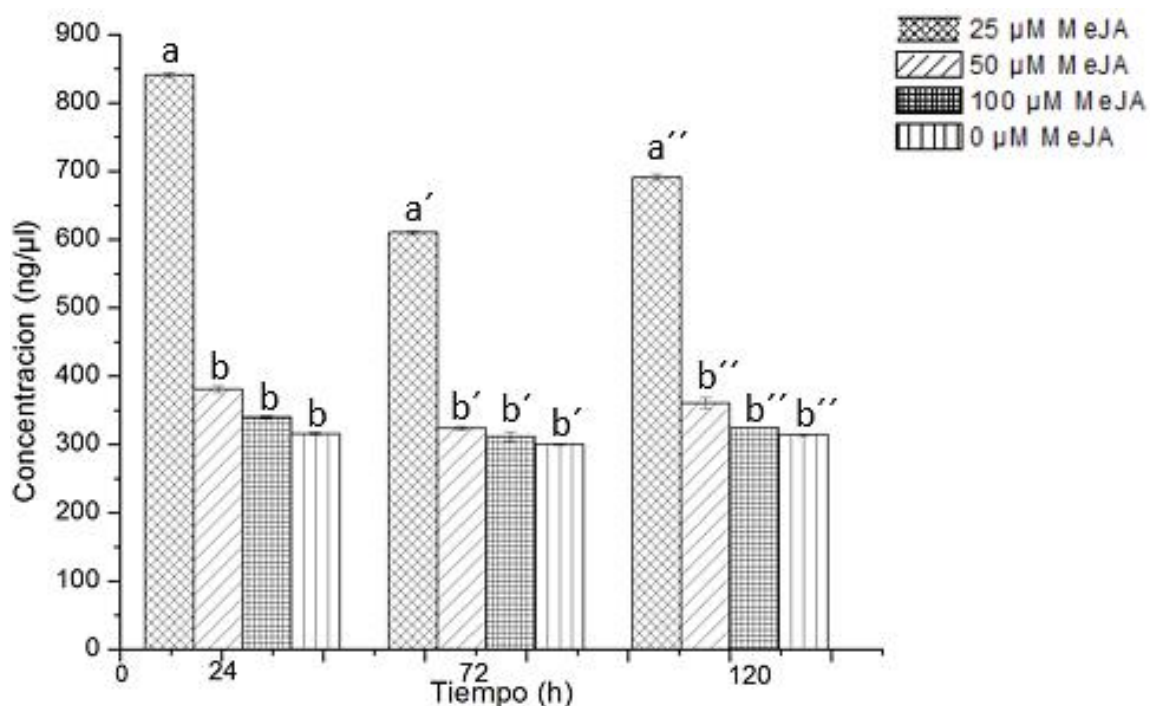 25 µM MeJA
50 µM MeJA
100 µM MeJA
0 µM MeJA
900
800
700
600
500
400
300
200
100
0
Concentracion (ng/µl)
a
b
b
b
a´
b´
b´
b´
a´´
b´´
b´´
b´´
0
24
72
120
Tiempo (h)